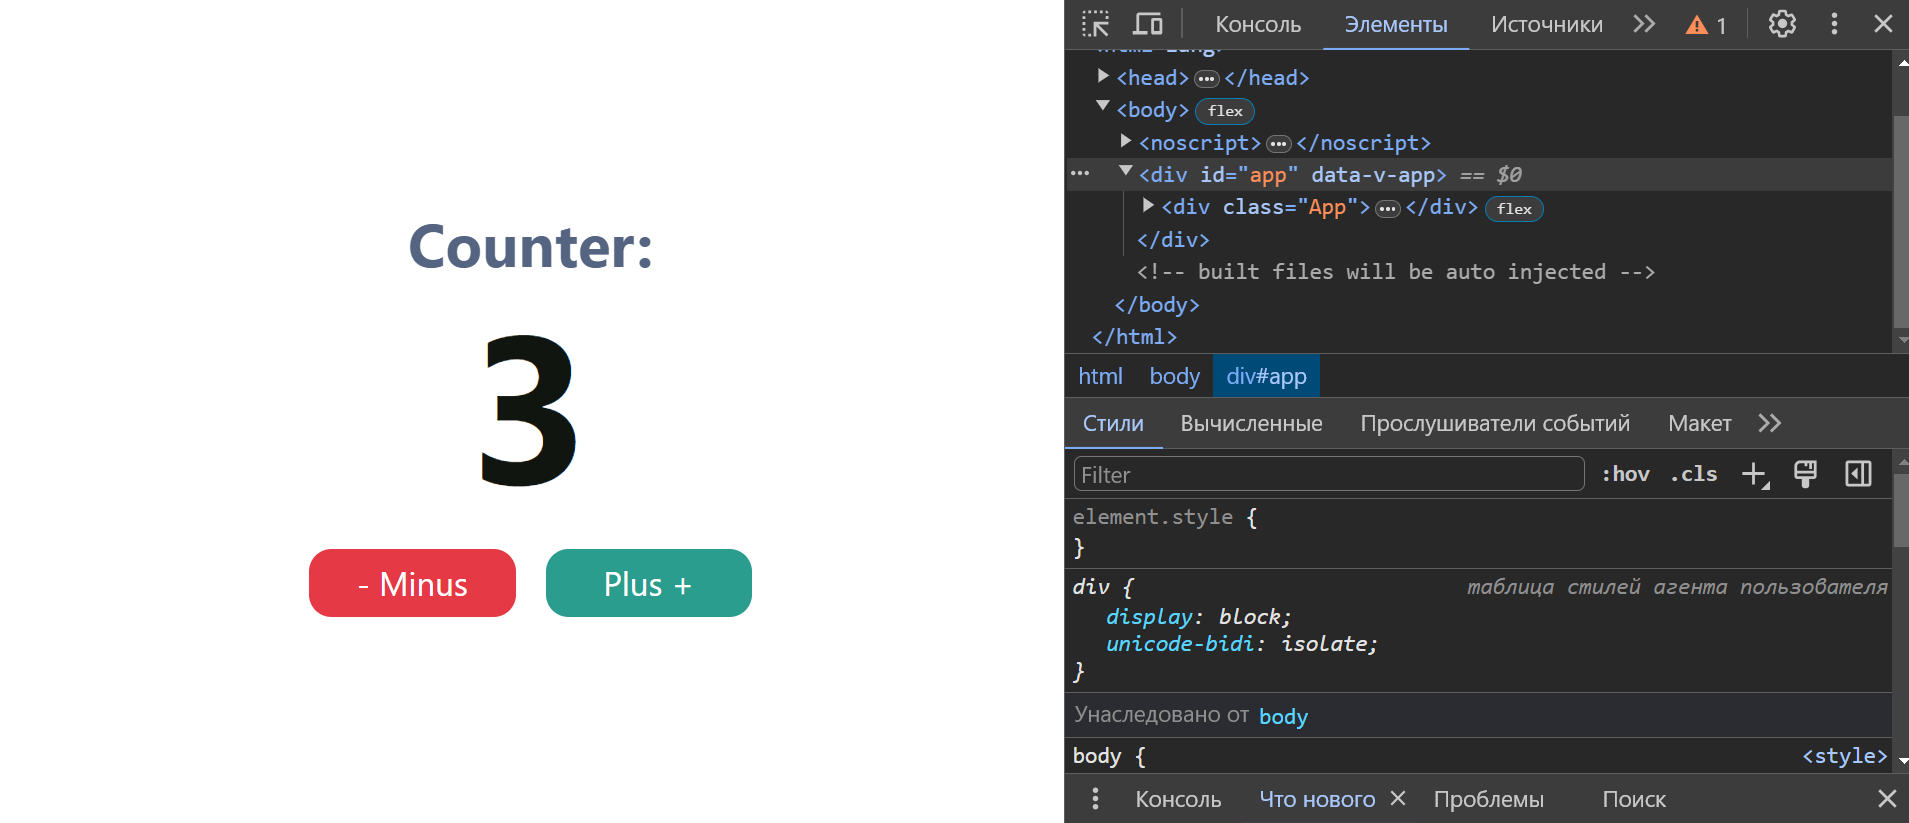 Counter:
3
- Minus
Plus +
Консоль Элементы Источники 1
<html lang>
<head> ••• </head>
<body> flex
<noscript> ••• </noscript>
••• <div id="app" data-v-app> == $0
<div class="App"> ••• </div> flex
</div>
<!-- built files will be auto injected -->
</body>
</html>
html body div#app
Стили Вычисленные Прослушиватели событий Макет
Filter :hov .cls
element.style {
}
div { таблица стилей агента пользователя
display: block;
unicode-bidi: isolate;
}
Унаследовано от body
body { <style>
Консоль Что нового Проблемы Поиск